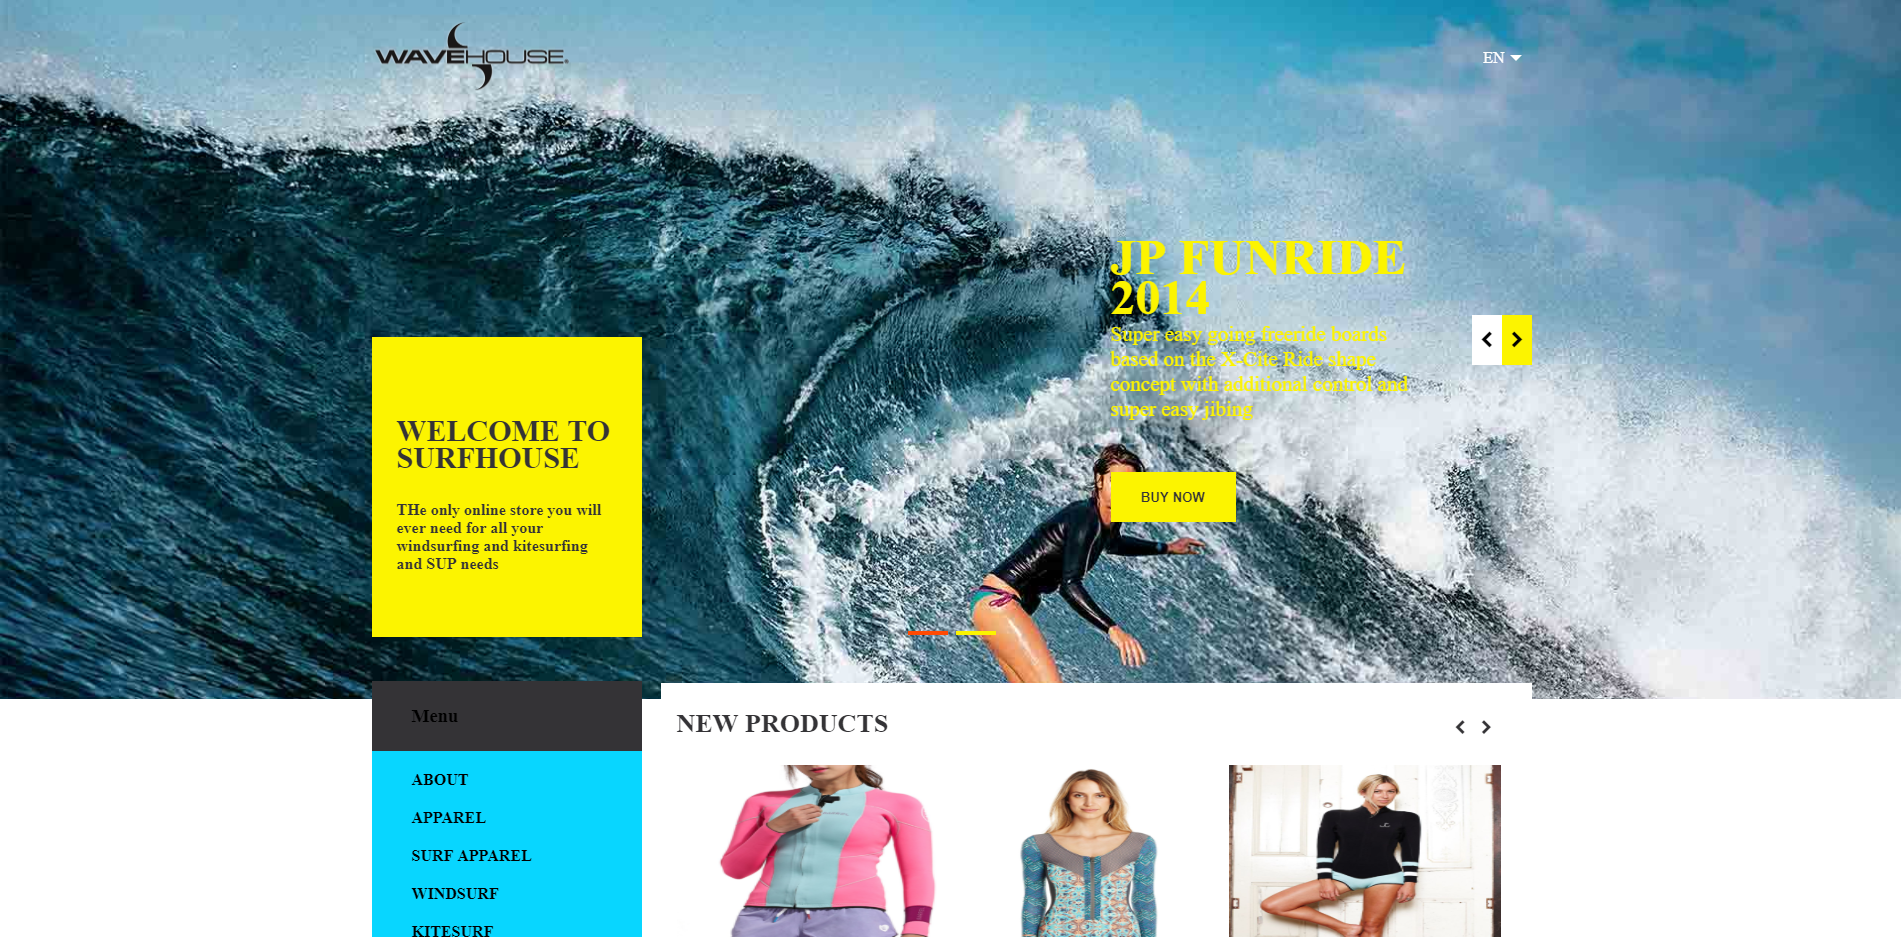 WAVEHOUSE
EN
JP FUNRIDE
2014
Super easy going freeride boards
based on the X-Cite Ride shape
concept with additional control and
super easy jibing
BUY NOW
WELCOME TO
SURFHOUSE
THe only online store you will
ever need for all your
windsurfing and kitesurfing
and SUP needs
Menu
ABOUT
APPAREL
SURF APPAREL
WINDSURF
KITESURF
NEW PRODUCTS